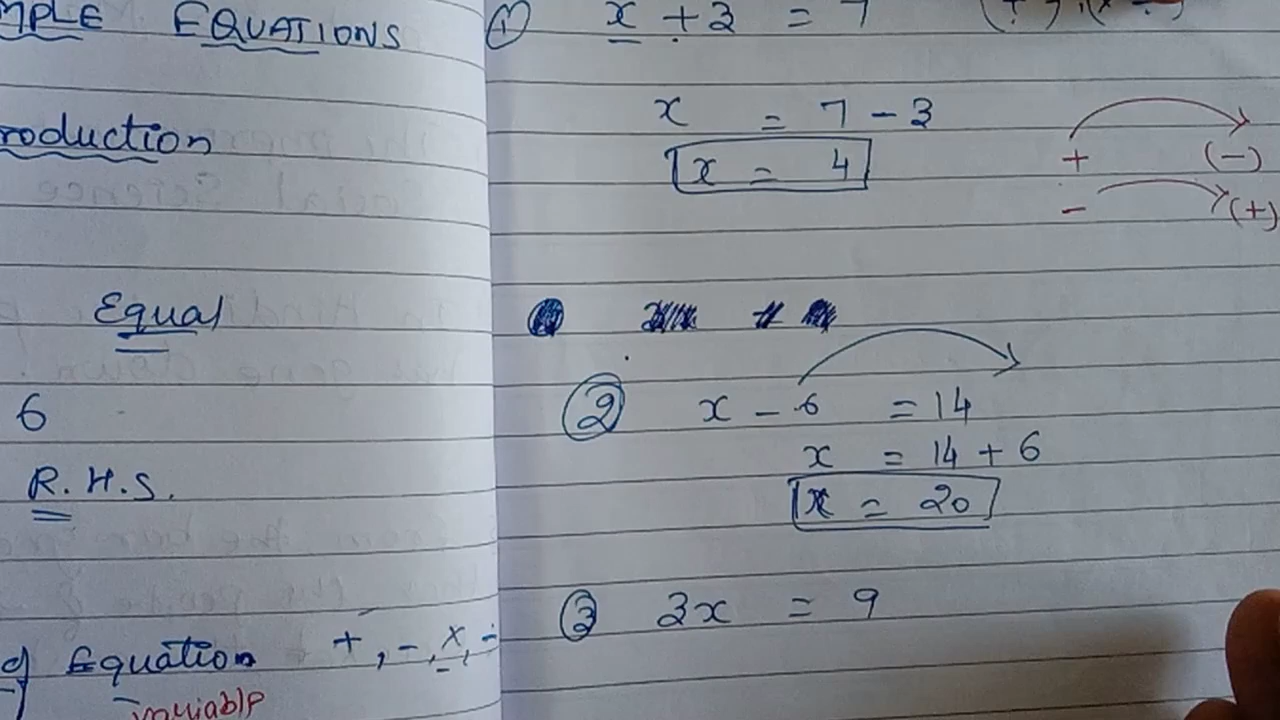 MPLE EQUATIONS
roduction
Equal
6
R.H.S.
Equation +, -, x, ÷
① x + 3 = 7
x = 7 - 3
x = 4
+ (-)
- (+)
② x - 6 = 14
x = 14 + 6
x = 20
③ 3x = 9